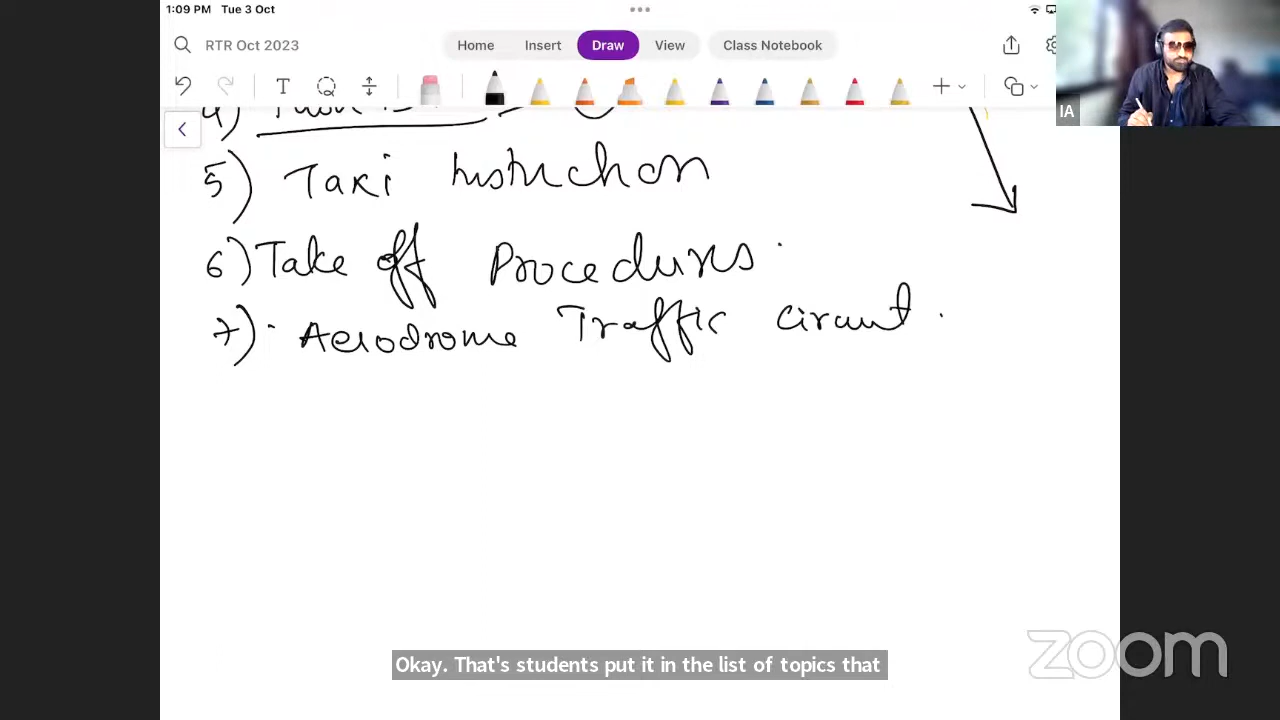 1:09 PM Tue 3 Oct
RTR Oct 2023
Home Insert Draw View Class Notebook
IA
4)
5) Taxi Instruction
6) Take off Procedures.
7). Aerodrome Traffic circuit.
Okay. That's students put it in the list of topics that
zoom